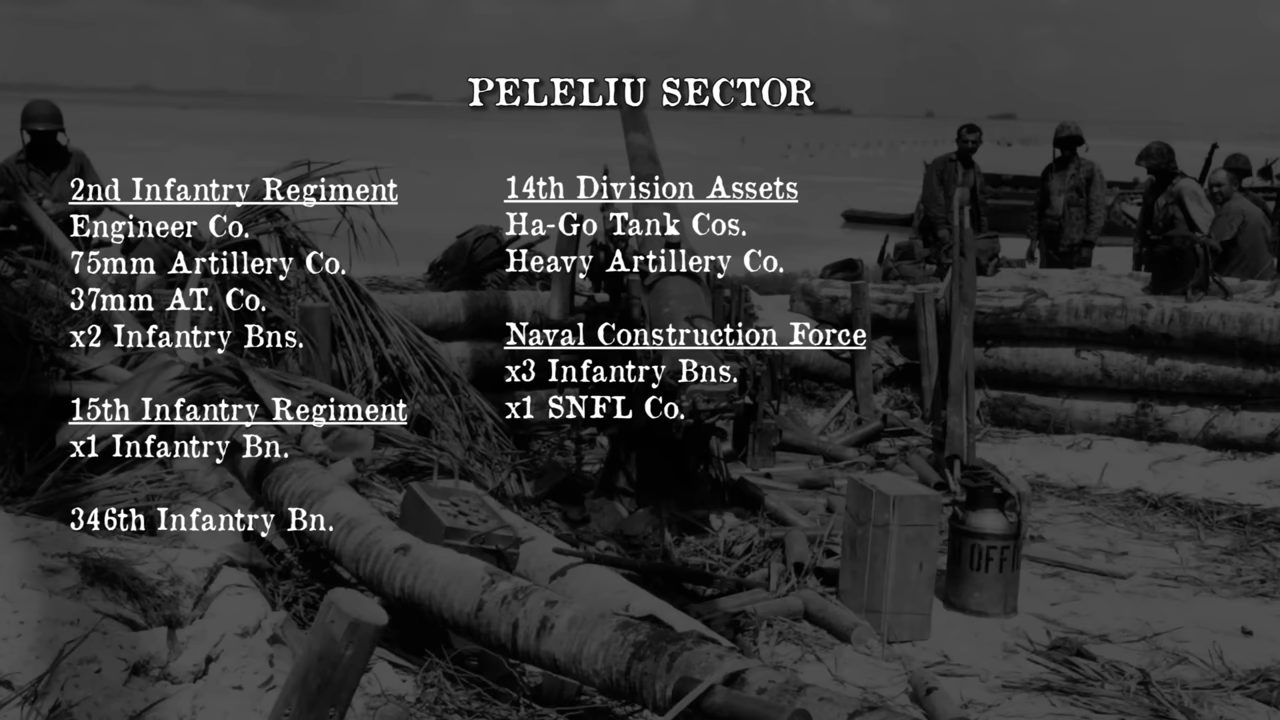 PELELIU SECTOR
2nd Infantry Regiment
Engineer Co.
75mm Artillery Co.
37mm AT. Co.
x2 Infantry Bns.
15th Infantry Regiment
x1 Infantry Bn.
346th Infantry Bn.
14th Division Assets
Ha-Go Tank Cos.
Heavy Artillery Co.
Naval Construction Force
x3 Infantry Bns.
x1 SNFL Co.